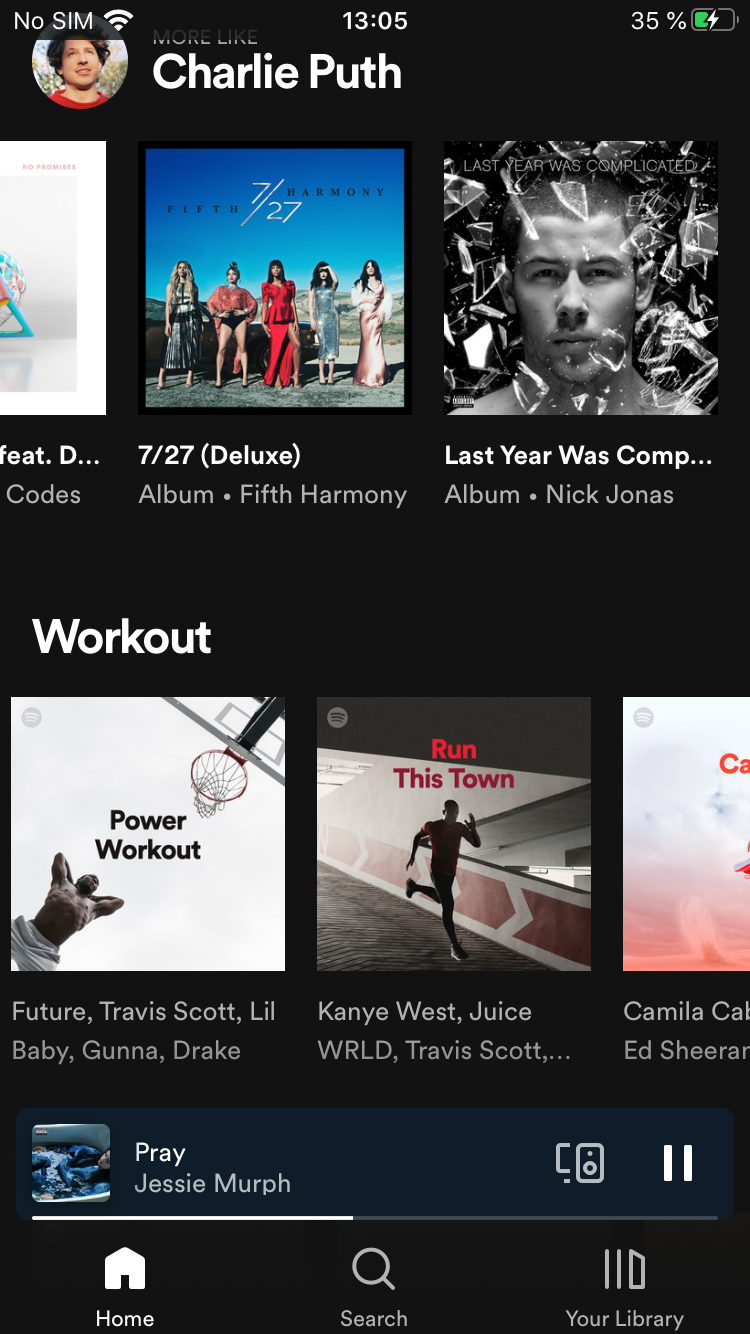 No SIM 13:05 35 %
MORE LIKE
Charlie Puth
NO PROMISES
FIFTH 7/27 HARMONY
LAST YEAR WAS COMPLICATED
feat. D...
Codes
7/27 (Deluxe)
Album • Fifth Harmony
Last Year Was Comp...
Album • Nick Jonas
Workout
Power
Workout
Run
This Town
Ca
Future, Travis Scott, Lil
Baby, Gunna, Drake
Kanye West, Juice
WRLD, Travis Scott,...
Camila Cab
Ed Sheeran
Pray
Jessie Murph
Home
Search
Your Library